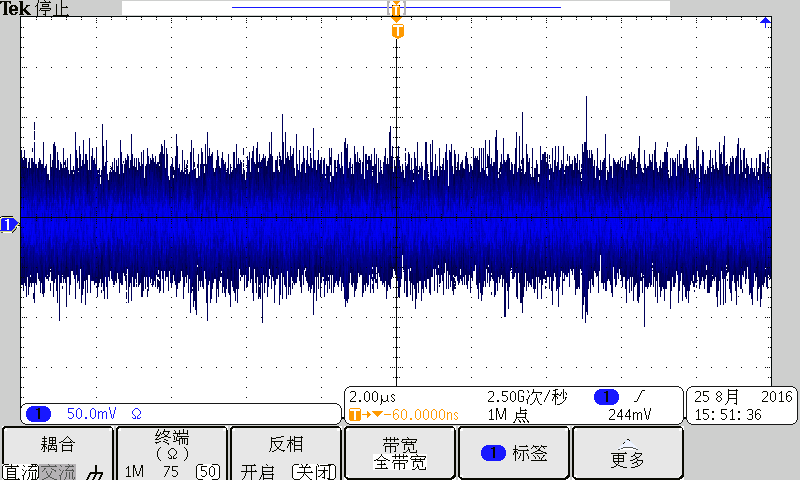 Tek 停止
T
T
1
1 50.0mV Ω
2.00μs 2.50G次/秒 1 
T→▼-60.0000ns 1M 点 244mV
25 8月 2016
15:51:36
耦合
直流 交流
终端
(Ω)
1M 75 50
反相
开启 关闭
带宽
全带宽
1 标签
更多